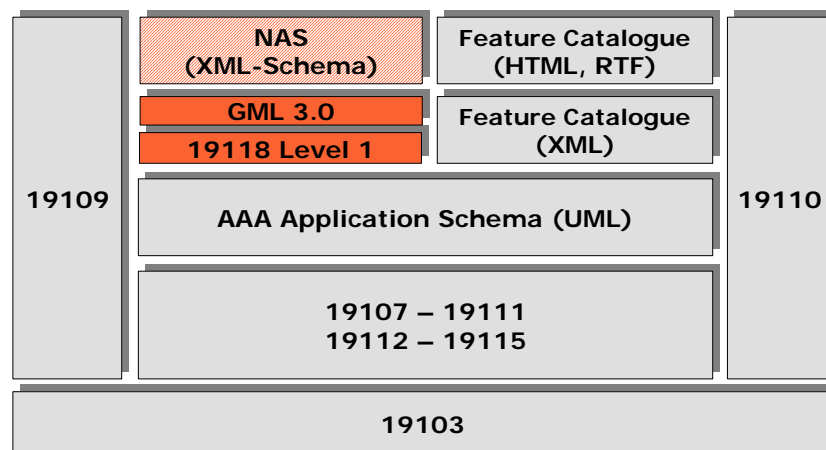 NAS
(XML-Schema)
Feature Catalogue
(HTML, RTF)
GML 3.0
19118 Level 1
Feature Catalogue
(XML)
19109
AAA Application Schema (UML)
19110
19107 – 19111
19112 – 19115
19103